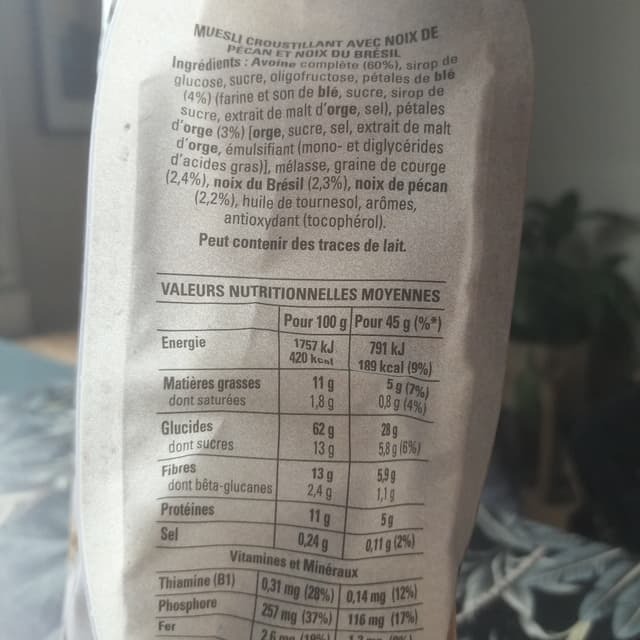 MUESLI CROUSTILLANT AVEC NOIX DE
PÉCAN ET NOIX DU BRÉSIL
Ingrédients : Avoine complète (60%), sirop de
glucose, sucre, oligofructose, pétales de blé
(4%) (farine et son de blé, sucre, sirop de
sucre, extrait de malt d'orge, sel), pétales
d'orge (3%) [orge, sucre, sel, extrait de malt
d'orge, émulsifiant (mono- et diglycérides
d'acides gras)], mélasse, graine de courge
(2,4%), noix du Brésil (2,3%), noix de pécan
(2,2%), huile de tournesol, arômes,
antioxydant (tocophérol).
Peut contenir des traces de lait.
VALEURS NUTRITIONNELLES MOYENNES
Pour 100 g Pour 45 g (%*)
Energie 1757 kJ 791 kJ
420 kcal 189 kcal (9%)
Matières grasses 11 g 5 g (7%)
dont saturées 1,8 g 0,8 g (4%)
Glucides 62 g 28 g
dont sucres 13 g 5,8 g (6%)
Fibres 13 g 5,9 g
dont bêta-glucanes 2,4 g 1,1 g
Protéines 11 g 5 g
Sel 0,24 g 0,11 g (2%)
Vitamines et Minéraux
Thiamine (B1) 0,31 mg (28%) 0,14 mg (12%)
Phosphore 257 mg (37%) 116 mg (17%)
Fer 2,6 mg